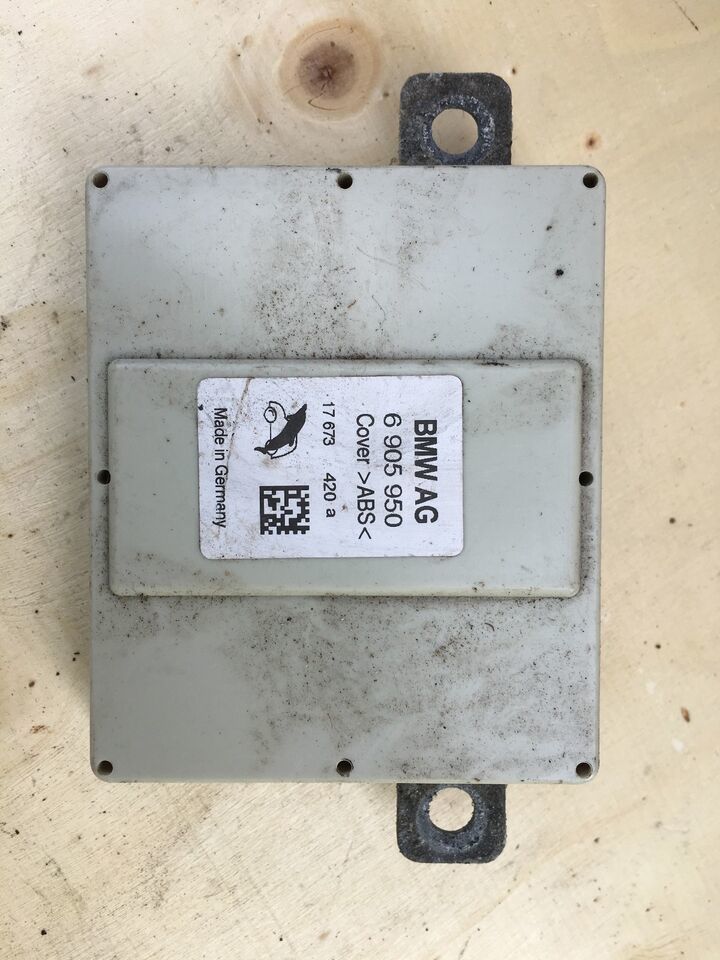 BMW AG
6 905 950
Cover >ABS<
17 673 420 a
Made in Germany